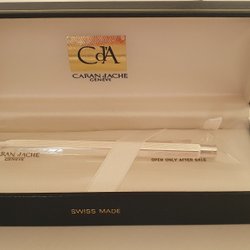 CdA
CARAN D'ACHE
GENEVE
CARAN D'ACHE
GENEVE
OPEN ONLY AFTER SALE
SWISS MADE